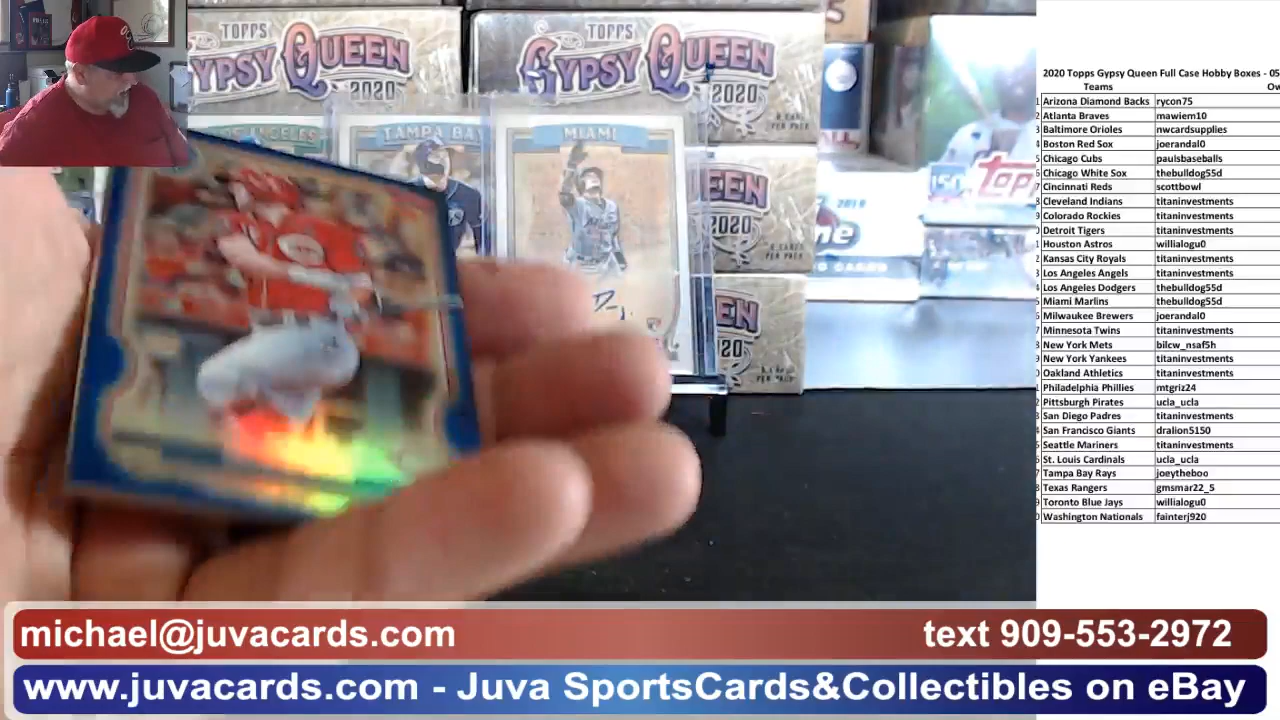 TOPPS TOPPS
GYPSY QUEEN GYPSY QUEEN
2020 2020
LOS ANGELES TAMPA BAY MIAMI
2020
2019
EN
2020 Topps Gypsy Queen Full Case Hobby Boxes - 05
Teams Ow
Arizona Diamond Backs rycon75
Atlanta Braves mawiem10
Baltimore Orioles nwcardsupplies
Boston Red Sox joerandal0
Chicago Cubs paulsbaseballs
Chicago White Sox thebulldog55d
Cincinnati Reds scottbowl
Cleveland Indians titaninvestments
Colorado Rockies titaninvestments
Detroit Tigers titaninvestments
Houston Astros willialogu0
Kansas City Royals titaninvestments
Los Angeles Angels titaninvestments
Los Angeles Dodgers thebulldog55d
Miami Marlins thebulldog55d
Milwaukee Brewers joerandal0
Minnesota Twins titaninvestments
New York Mets bilcw_nsaf5h
New York Yankees titaninvestments
Oakland Athletics titaninvestments
Philadelphia Phillies mtgriz24
Pittsburgh Pirates ucla_ucla
San Diego Padres titaninvestments
San Francisco Giants dralion5150
Seattle Mariners titaninvestments
St. Louis Cardinals ucla_ucla
Tampa Bay Rays joeytheboo
Texas Rangers gmsmar22_5
Toronto Blue Jays willialogu0
Washington Nationals fainterj920
michael@juvacards.com text 909-553-2972
www.juvacards.com - Juva SportsCards&Collectibles on eBay